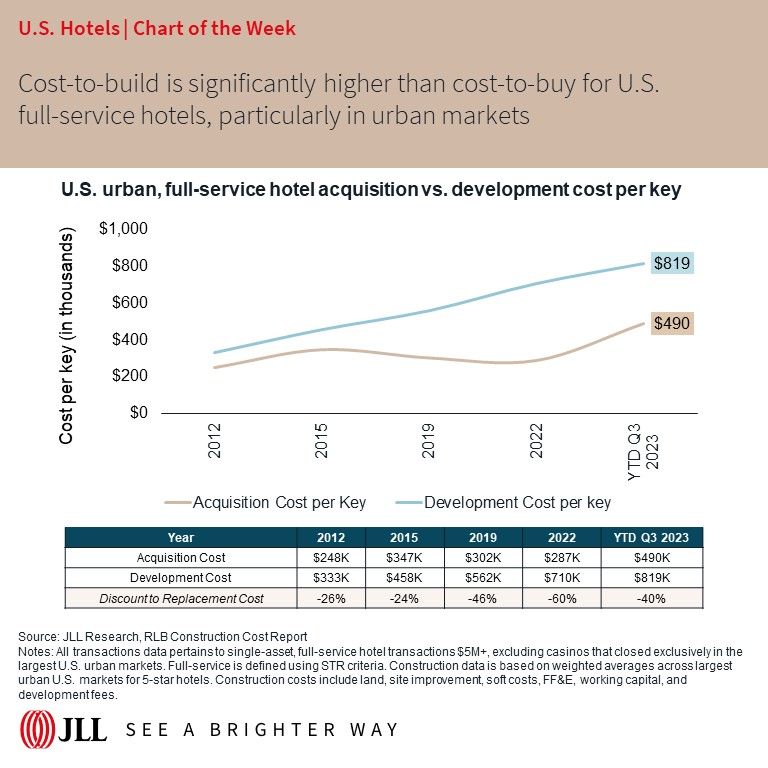 U.S. Hotels | Chart of the Week
Cost-to-build is significantly higher than cost-to-buy for U.S.
full-service hotels, particularly in urban markets
U.S. urban, full-service hotel acquisition vs. development cost per key
Cost per key (in thousands)
$1,000
$800
$600
$400
$200
$0
$819
$490
2012
2015
2019
2022
YTD Q3
2023
Acquisition Cost per Key
Development Cost per key
Year 2012 2015 2019 2022 YTD Q3 2023
Acquisition Cost $248K $347K $302K $287K $490K
Development Cost $333K $458K $562K $710K $819K
Discount to Replacement Cost -26% -24% -46% -60% -40%
Source: JLL Research, RLB Construction Cost Report
Notes: All transactions data pertains to single-asset, full-service hotel transactions $5M+, excluding casinos that closed exclusively in the
largest U.S. urban markets. Full-service is defined using STR criteria. Construction data is based on weighted averages across largest
urban U.S. markets for 5-star hotels. Construction costs include land, site improvement, soft costs, FF&E, working capital, and
development fees.
JLL SEE A BRIGHTER WAY